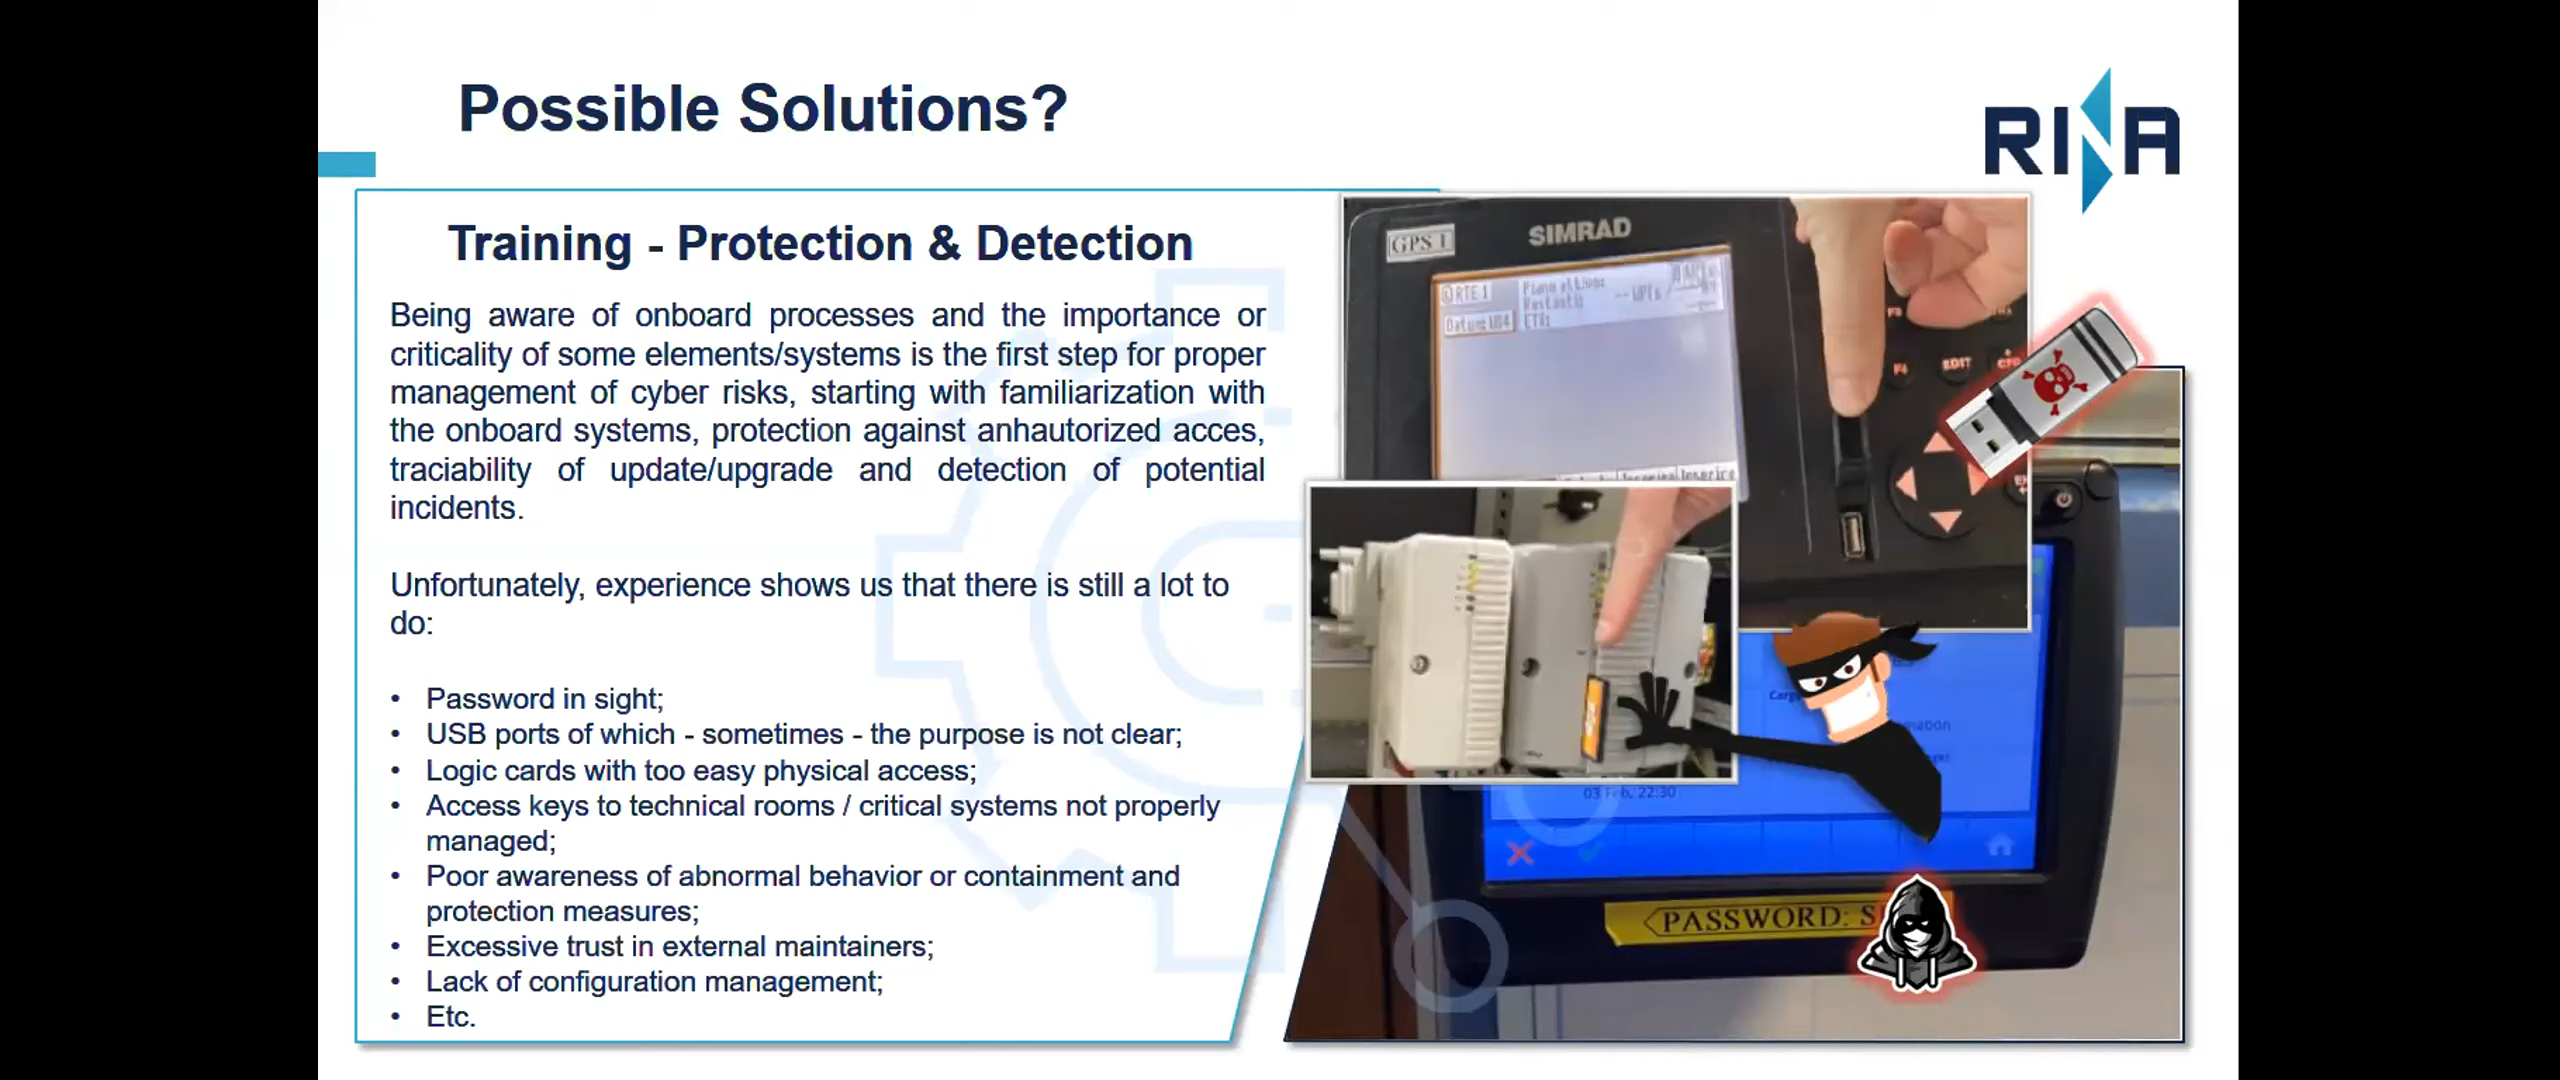 Possible Solutions?
RINA
Training - Protection & Detection
Being aware of onboard processes and the importance or
criticality of some elements/systems is the first step for proper
management of cyber risks, starting with familiarization with
the onboard systems, protection against anhautorized acces,
traciability of update/upgrade and detection of potential
incidents.
Unfortunately, experience shows us that there is still a lot to
do:
• Password in sight;
• USB ports of which - sometimes - the purpose is not clear;
• Logic cards with too easy physical access;
• Access keys to technical rooms / critical systems not properly
managed;
• Poor awareness of abnormal behavior or containment and
protection measures;
• Excessive trust in external maintainers;
• Lack of configuration management;
• Etc.
GPS 1
SIMRAD
RTE 1
EDIT
03 Feb, 22:30
PASSWORD: S